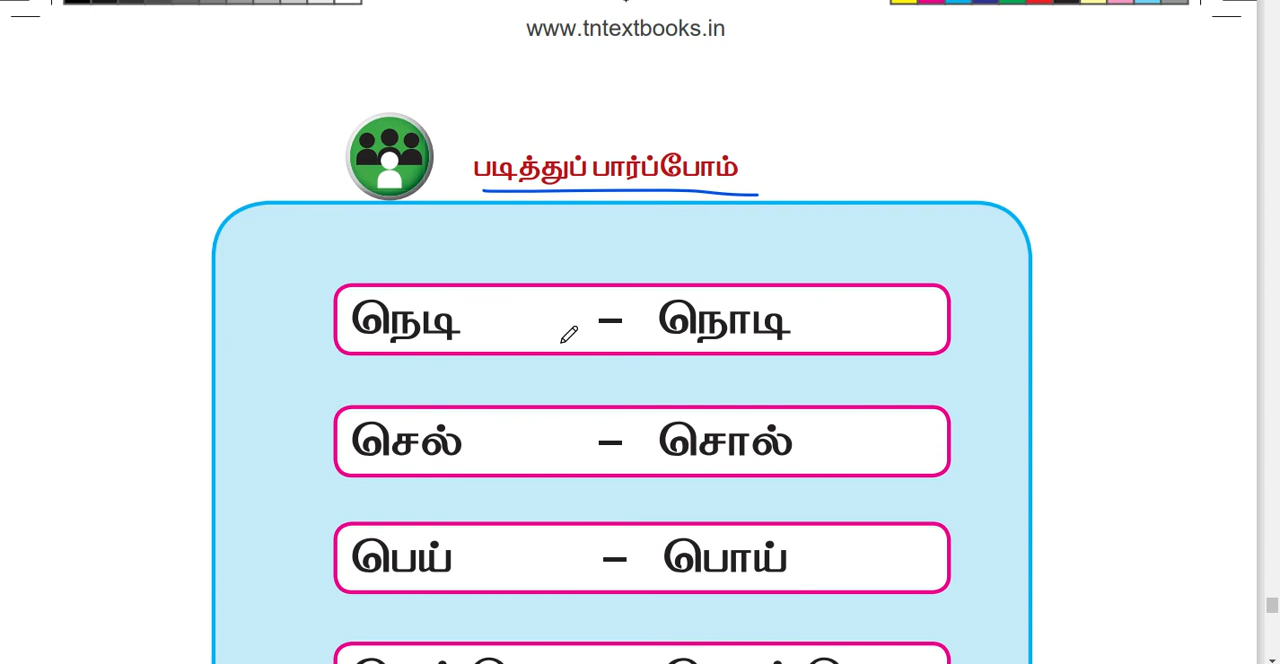 www.tntextbooks.in
படித்துப் பார்ப்போம்
நெடி – நொடி
செல் – சொல்
பெய் – பொய்